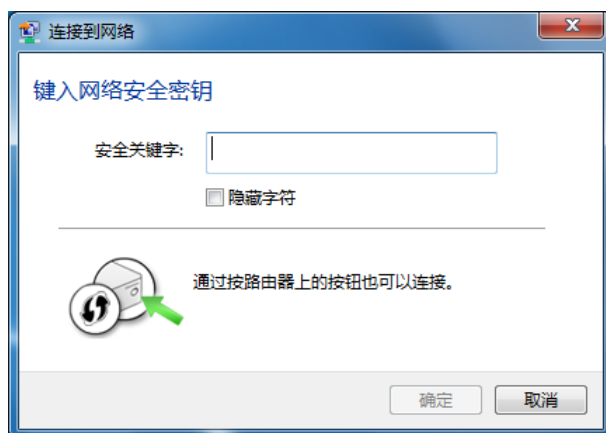 连接到网络
键入网络安全密钥
安全关键字:
隐藏字符
通过按路由器上的按钮也可以连接。
确定
取消